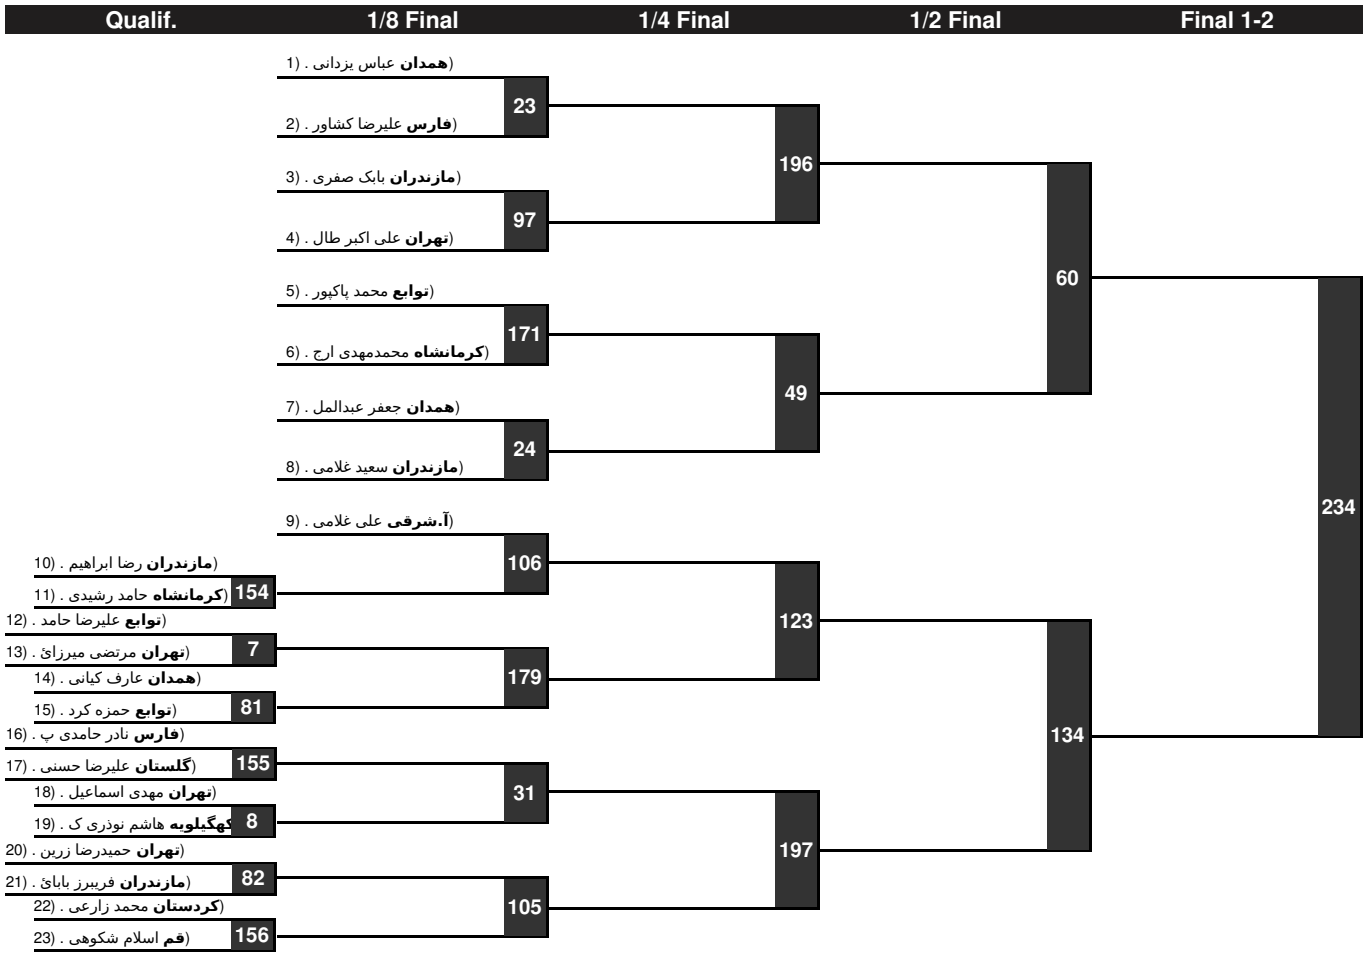 Qualif. 1/8 Final 1/4 Final 1/2 Final Final 1-2
1) . همدان عباس یزدانی)
23
2) . فارس علیرضا کشاور)
196
3) . مازندران بابک صفری)
97
4) . تهران علی اکبر طال)
60
5) . توابع محمد پاکپور)
171
6) . کرمانشاه محمدمهدی ارج)
49
7) . همدان جعفر عبدالمل)
24
8) . مازندران سعید غلامی)
234
9) . آ.شرقی علی غلامی)
106
10) . مازندران رضا ابراهیم)
154
11) . کرمانشاه حامد رشیدی)
123
12) . توابع علیرضا حامد)
7
13) . تهران مرتضی میرزائ)
179
14) . همدان عارف کیانی)
81
15) . توابع حمزه کرد)
134
16) . فارس نادر حامدی پ)
155
17) . گلستان علیرضا حسنی)
31
18) . تهران مهدی اسماعیل)
8
19) . کهگیلویه هاشم نوذری ک
197
20) . تهران حمیدرضا زرین)
82
21) . مازندران فریبرز بابائ)
105
22) . کردستان محمد زارعی)
156
23) . قم اسلام شکوهی)